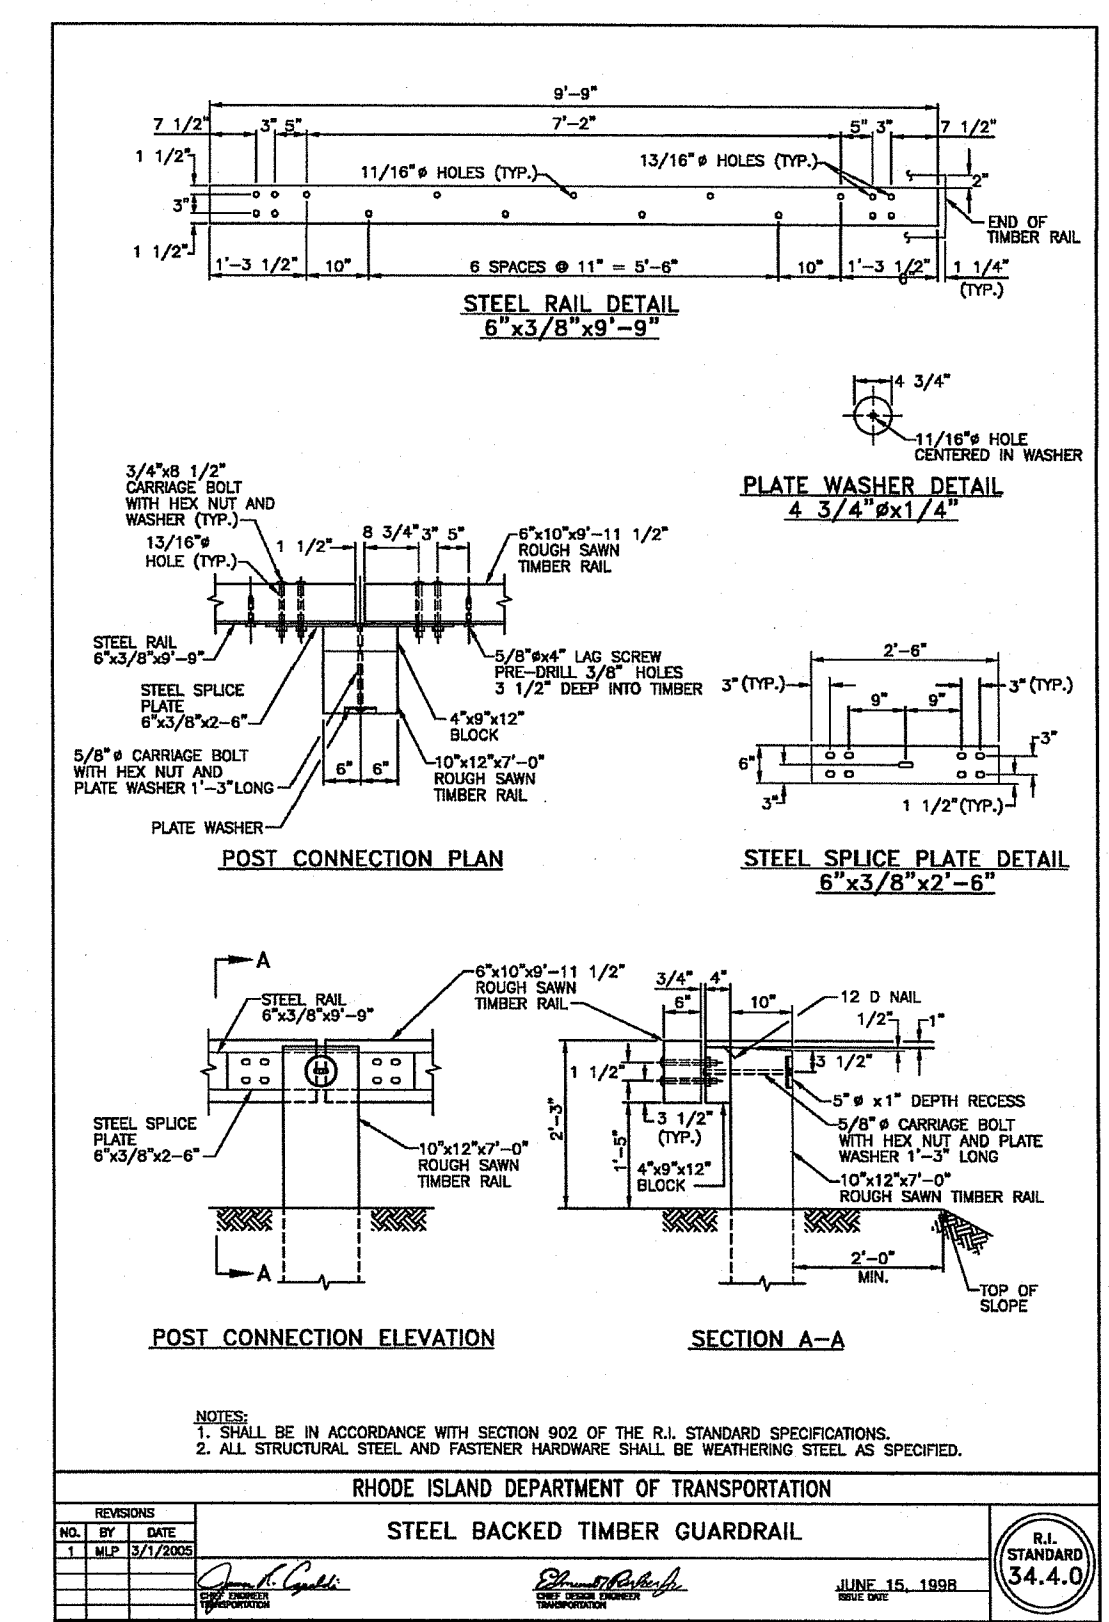 9'-9"
7 1/2" 3" 5" 7'-2" 5" 3" 7 1/2"
1 1/2"
11/16"ø HOLES (TYP.)
13/16"ø HOLES (TYP.)
2"
3"
END OF
TIMBER RAIL
1 1/2"
1'-3 1/2" 10" 6 SPACES @ 11" = 5'-6" 10" 1'-3 1/2" 1 1/4"
(TYP.)
6"
STEEL RAIL DETAIL
6"x3/8"x9'-9"
4 3/4"
11/16"ø HOLE
CENTERED IN WASHER
PLATE WASHER DETAIL
4 3/4"øx1/4"
3/4"x8 1/2"
CARRIAGE BOLT
WITH HEX NUT AND
WASHER (TYP.)
13/16"ø
HOLE (TYP.)
1 1/2"
8 3/4" 3" 5"
6"x10"x9'-11 1/2"
ROUGH SAWN
TIMBER RAIL
STEEL RAIL
6"x3/8"x9'-9"
STEEL SPLICE
PLATE
6"x3/8"x2-6"
5/8" ø CARRIAGE BOLT
WITH HEX NUT AND
PLATE WASHER 1'-3"LONG
PLATE WASHER
5/8"øx4" LAG SCREW
PRE-DRILL 3/8" HOLES
3 1/2" DEEP INTO TIMBER
4"x9"x12"
BLOCK
10"x12"x7'-0"
ROUGH SAWN
TIMBER RAIL
6" 6"
POST CONNECTION PLAN
2'-6"
3"(TYP.)
3"(TYP.)
9" 9"
3"
6"
3"
1 1/2"(TYP.)
STEEL SPLICE PLATE DETAIL
6"x3/8"x2'-6"
A
STEEL RAIL
6"x3/8"x9'-9"
6"x10"x9'-11 1/2"
ROUGH SAWN
TIMBER RAIL
STEEL SPLICE
PLATE
6"x3/8"x2-6"
10"x12"x7'-0"
ROUGH SAWN
TIMBER RAIL
A
POST CONNECTION ELEVATION
3/4" 4"
6" 10"
12 D NAIL
1/2" 1"
1 1/2"
3 1/2"
5"ø x1" DEPTH RECESS
5/8"ø CARRIAGE BOLT
WITH HEX NUT AND PLATE
WASHER 1'-3" LONG
2'-3"
3 1/2"
(TYP.)
1'-5"
4"x9"x12"
BLOCK
10"x12"x7'-0"
ROUGH SAWN TIMBER RAIL
2'-0"
MIN.
TOP OF
SLOPE
SECTION A-A
NOTES:
1. SHALL BE IN ACCORDANCE WITH SECTION 902 OF THE R.I. STANDARD SPECIFICATIONS.
2. ALL STRUCTURAL STEEL AND FASTENER HARDWARE SHALL BE WEATHERING STEEL AS SPECIFIED.
RHODE ISLAND DEPARTMENT OF TRANSPORTATION
REVISIONS
NO. BY DATE
1 MLP 3/1/2005
STEEL BACKED TIMBER GUARDRAIL
CHIEF ENGINEER
TRANSPORTATION
CHIEF DESIGN ENGINEER
TRANSPORTATION
JUNE 15, 1998
ISSUE DATE
R.I.
STANDARD
34.4.0